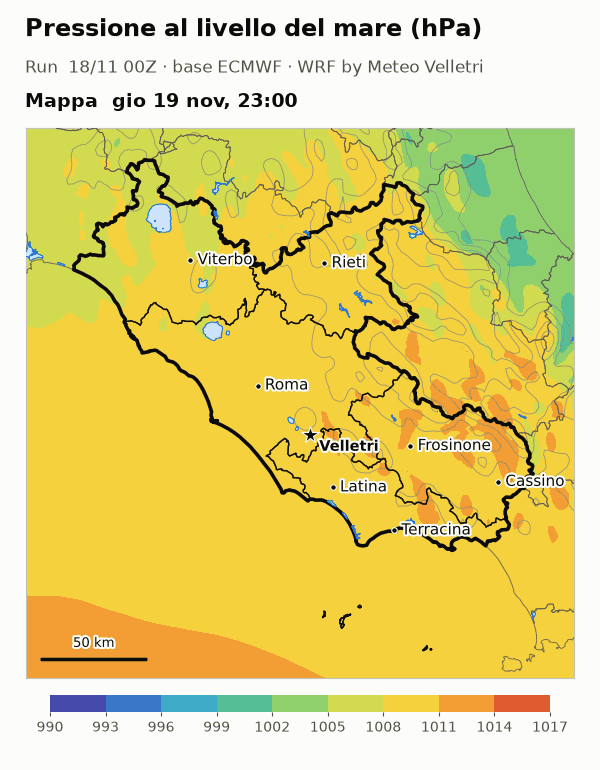 Pressione al livello del mare (hPa)
Run  18/11 00Z · base ECMWF · WRF by Meteo Velletri
Mappa  gio 19 nov, 23:00
Viterbo
Rieti
Roma
Velletri
Frosinone
Cassino
Latina
Terracina
50 km
990 993 996 999 1002 1005 1008 1011 1014 1017